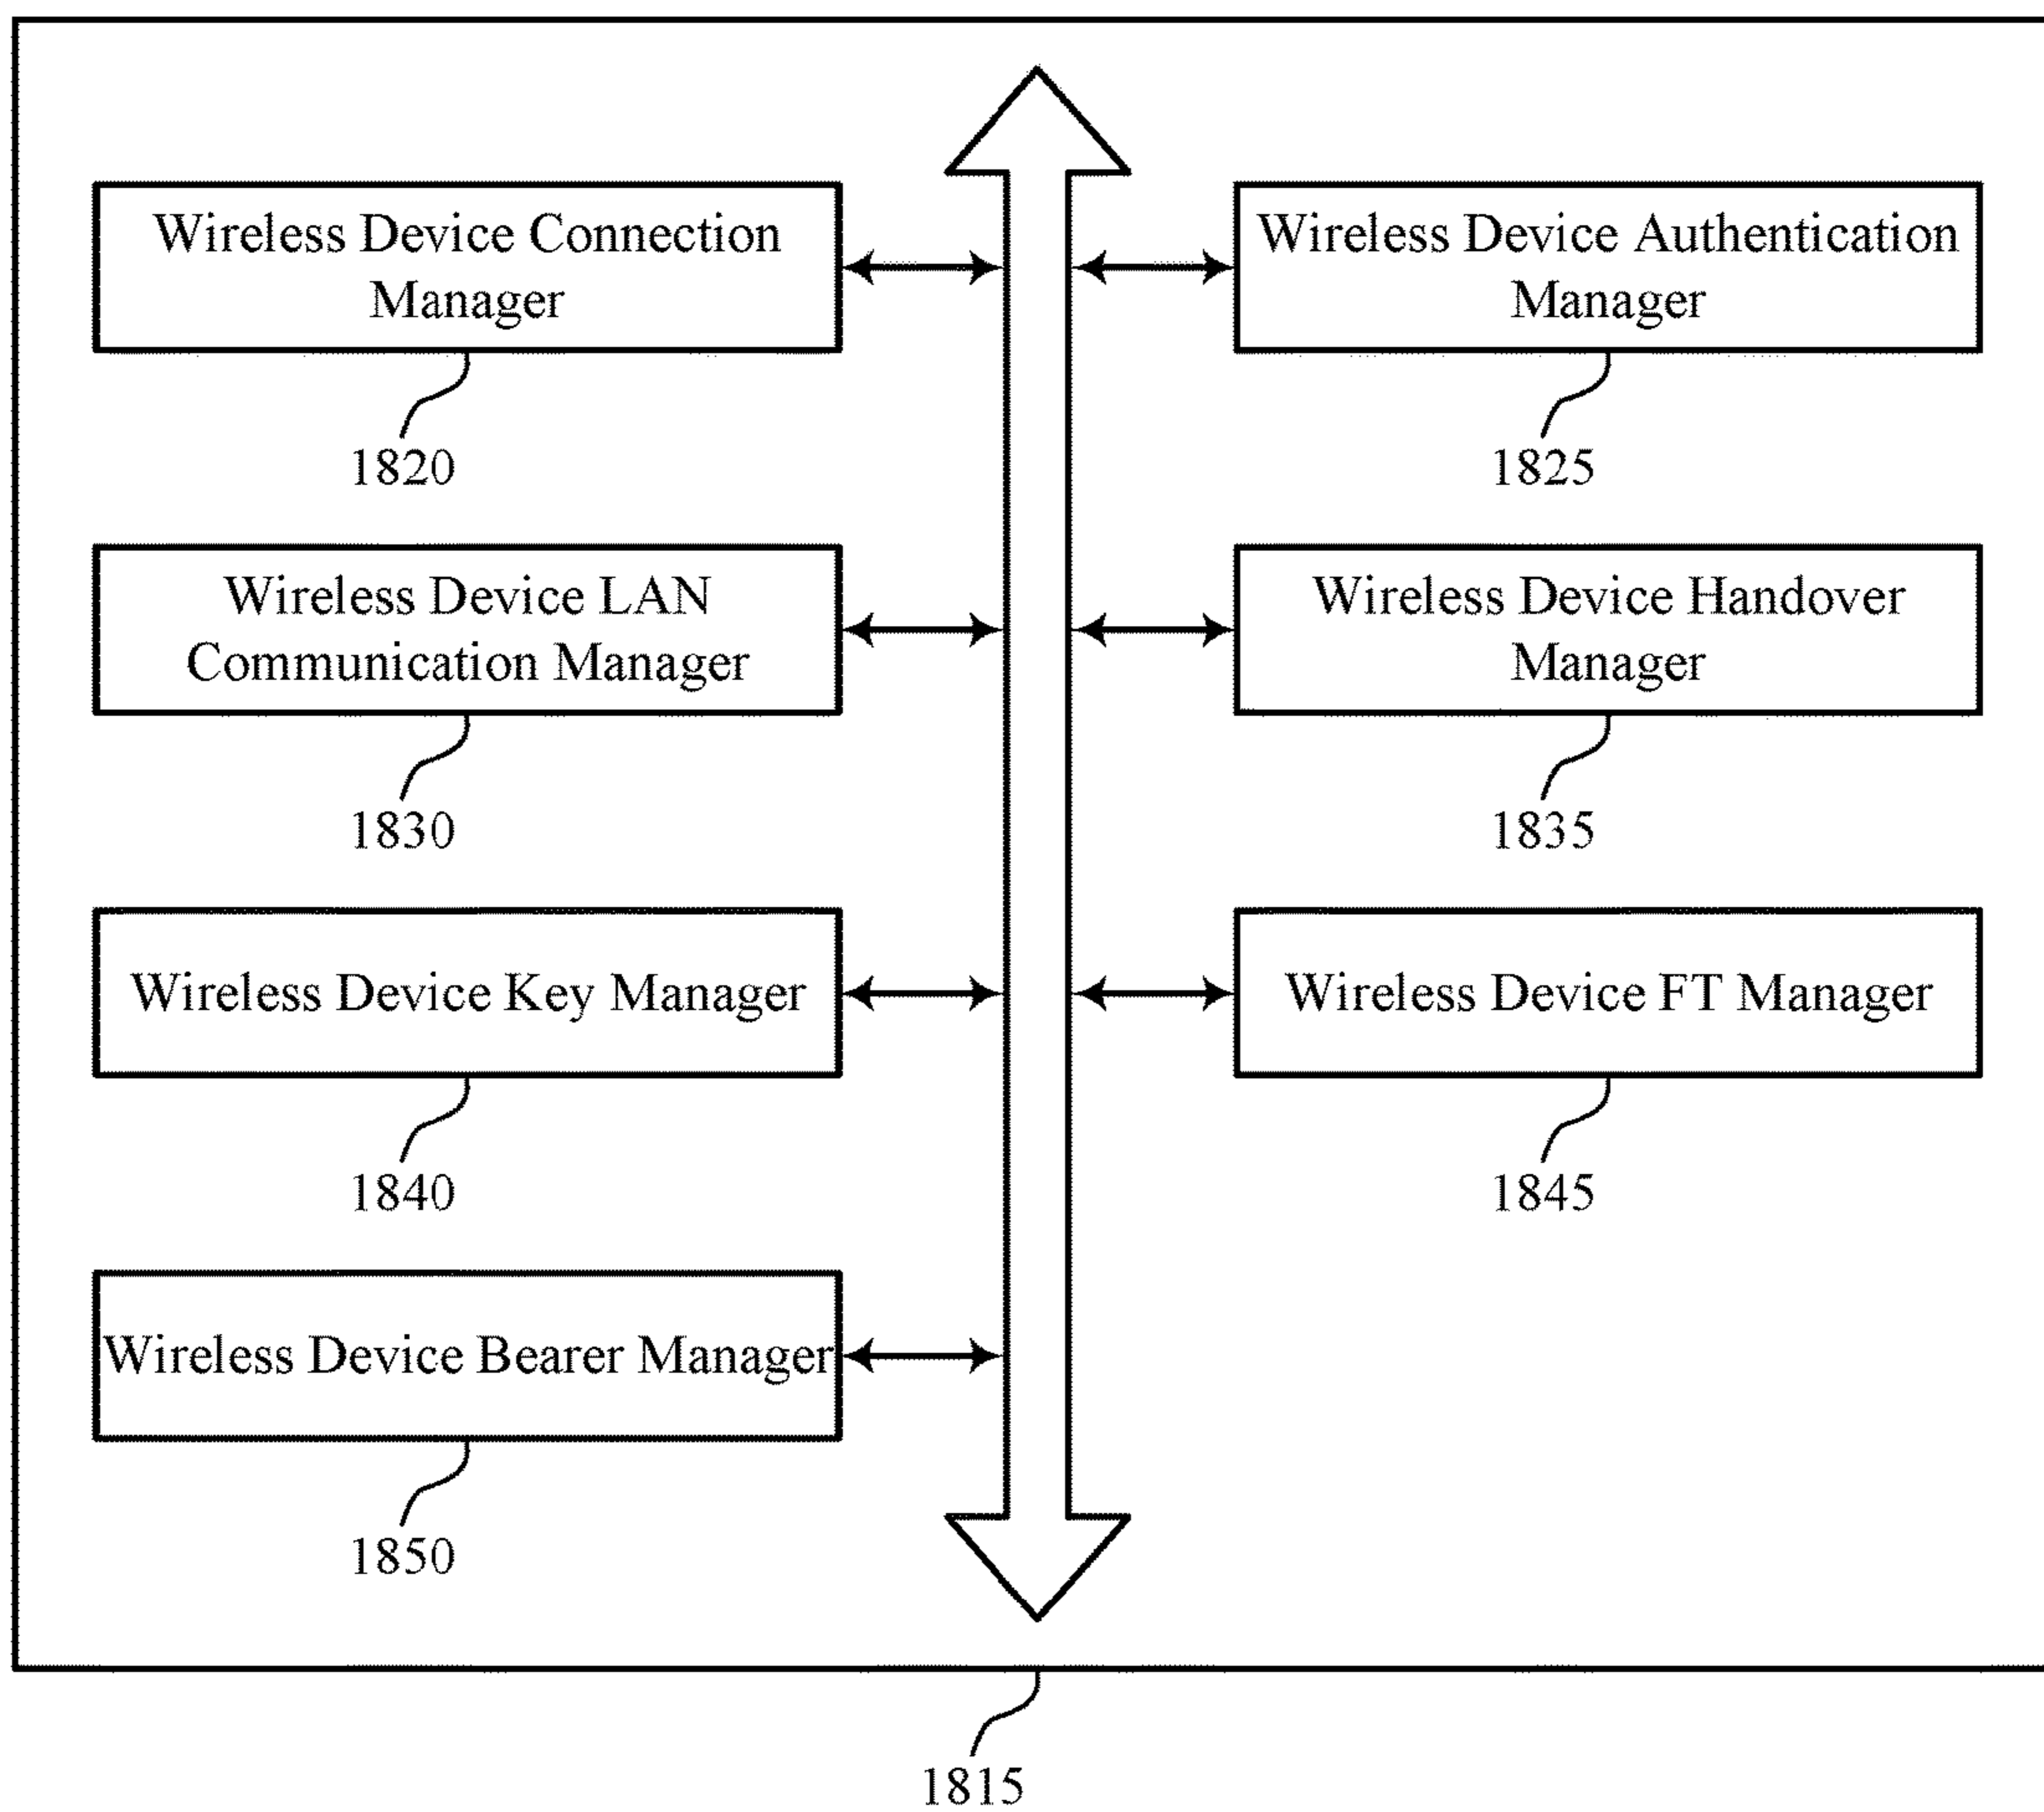 Wireless Device Connection
Manager
1820
Wireless Device Authentication
Manager
1825
Wireless Device LAN
Communication Manager
1830
Wireless Device Handover
Manager
1835
Wireless Device Key Manager
1840
Wireless Device FT Manager
1845
Wireless Device Bearer Manager
1850
1815